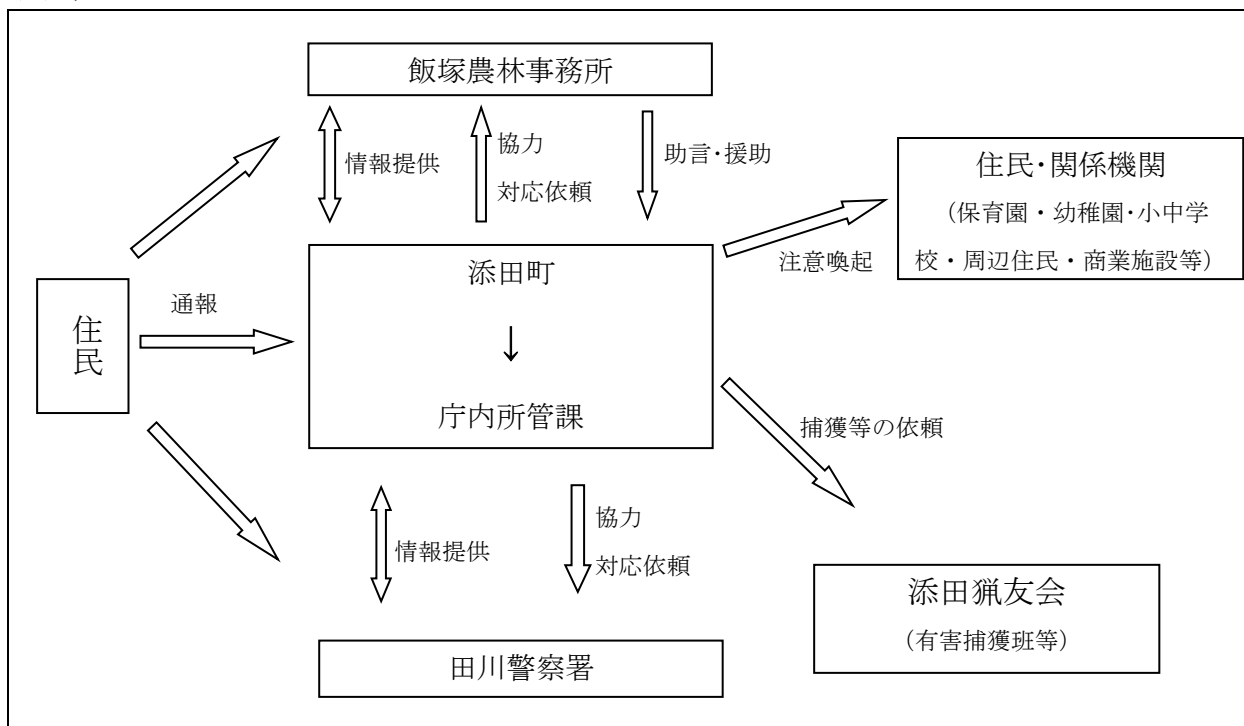 飯塚農林事務所
情報提供
協力
対応依頼
助言・援助
住民・関係機関
（保育園・幼稚園・小中学
校・周辺住民・商業施設等）
注意喚起
添田町
↓
庁内所管課
通報
住民
捕獲等の依頼
情報提供
協力
対応依頼
添田猟友会
（有害捕獲班等）
田川警察署